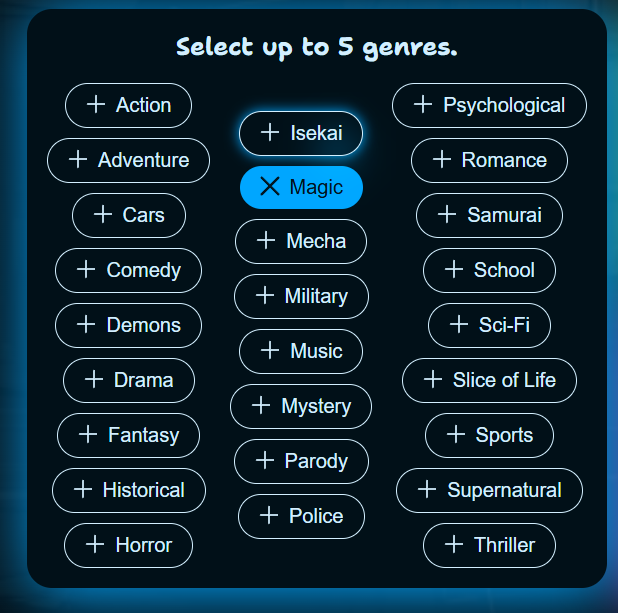 Select up to 5 genres.
Action
Adventure
Cars
Comedy
Demons
Drama
Fantasy
Historical
Horror
Isekai
Magic
Mecha
Military
Music
Mystery
Parody
Police
Psychological
Romance
Samurai
School
Sci-Fi
Slice of Life
Sports
Supernatural
Thriller